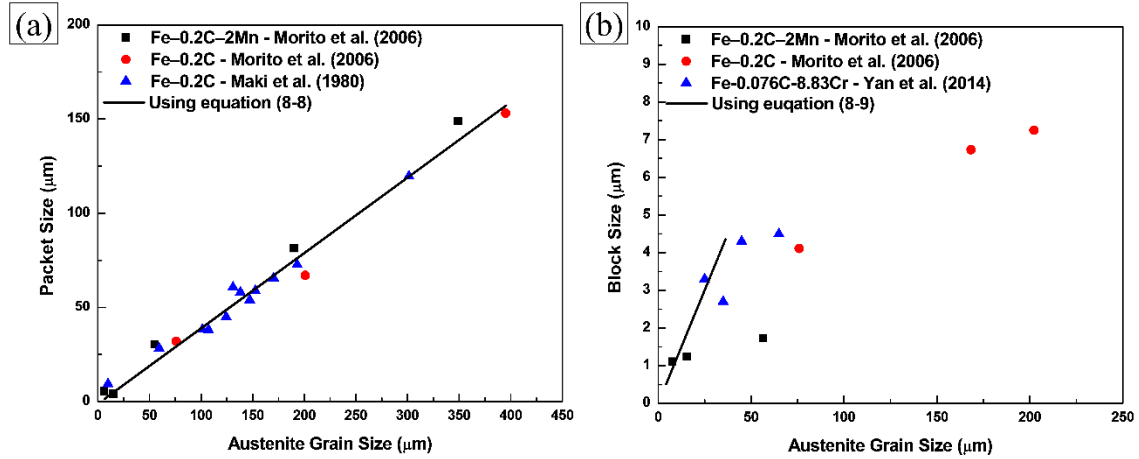 (a)
Fe–0.2C–2Mn - Morito et al. (2006)
Fe–0.2C - Morito et al. (2006)
Fe–0.2C - Maki et al. (1980)
Using equation (8-8)
Packet Size (μm)
200
150
100
50
0
0 50 100 150 200 250 300 350 400 450
Austenite Grain Size (μm)
(b)
Fe–0.2C–2Mn - Morito et al. (2006)
Fe–0.2C - Morito et al. (2006)
Fe-0.076C-8.83Cr - Yan et al. (2014)
Using euqation (8-9)
Block Size (μm)
10
9
8
7
6
5
4
3
2
1
0
0 50 100 150 200 250
Austenite Grain Size (μm)